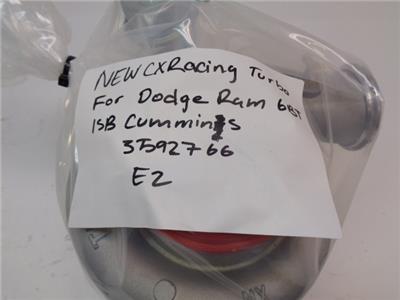 NEW CXRacing Turbo
For Dodge Ram 6BT
ISB Cummins
3592766
E2